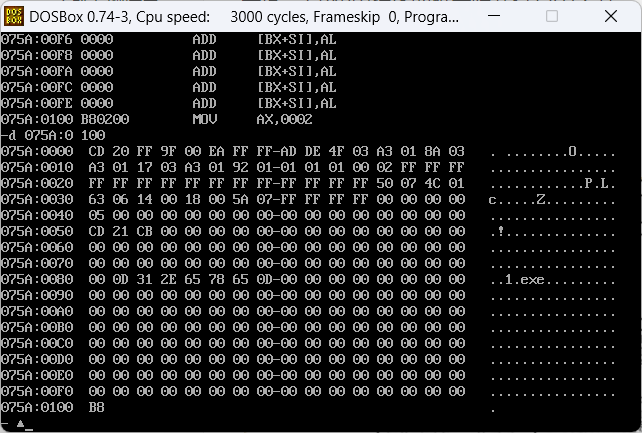 DOSBox 0.74-3, Cpu speed:    3000 cycles, Frameskip  0, Progra...
075A:00F6 0000          ADD     [BX+SI],AL
075A:00F8 0000          ADD     [BX+SI],AL
075A:00FA 0000          ADD     [BX+SI],AL
075A:00FC 0000          ADD     [BX+SI],AL
075A:00FE 0000          ADD     [BX+SI],AL
075A:0100 B80200        MOV     AX,0002
-d 075A:0 100
075A:0000  CD 20 FF 9F 00 EA FF FF-AD DE 4F 03 A3 01 8A 03   . ........O.....
075A:0010  A3 01 17 03 A3 01 92 01-01 01 01 00 02 FF FF FF   ................
075A:0020  FF FF FF FF FF FF FF FF-FF FF FF FF 50 07 4C 01   ............P.L.
075A:0030  63 06 14 00 18 00 5A 07-FF FF FF FF 00 00 00 00   c.....Z.........
075A:0040  05 00 00 00 00 00 00 00-00 00 00 00 00 00 00 00   ................
075A:0050  CD 21 CB 00 00 00 00 00-00 00 00 00 00 00 00 00   .!..............
075A:0060  00 00 00 00 00 00 00 00-00 00 00 00 00 00 00 00   ................
075A:0070  00 00 00 00 00 00 00 00-00 00 00 00 00 00 00 00   ................
075A:0080  00 0D 31 2E 65 78 65 0D-00 00 00 00 00 00 00 00   ..1.exe.........
075A:0090  00 00 00 00 00 00 00 00-00 00 00 00 00 00 00 00   ................
075A:00A0  00 00 00 00 00 00 00 00-00 00 00 00 00 00 00 00   ................
075A:00B0  00 00 00 00 00 00 00 00-00 00 00 00 00 00 00 00   ................
075A:00C0  00 00 00 00 00 00 00 00-00 00 00 00 00 00 00 00   ................
075A:00D0  00 00 00 00 00 00 00 00-00 00 00 00 00 00 00 00   ................
075A:00E0  00 00 00 00 00 00 00 00-00 00 00 00 00 00 00 00   ................
075A:00F0  00 00 00 00 00 00 00 00-00 00 00 00 00 00 00 00   ................
075A:0100  B8                                                .
- ▲_